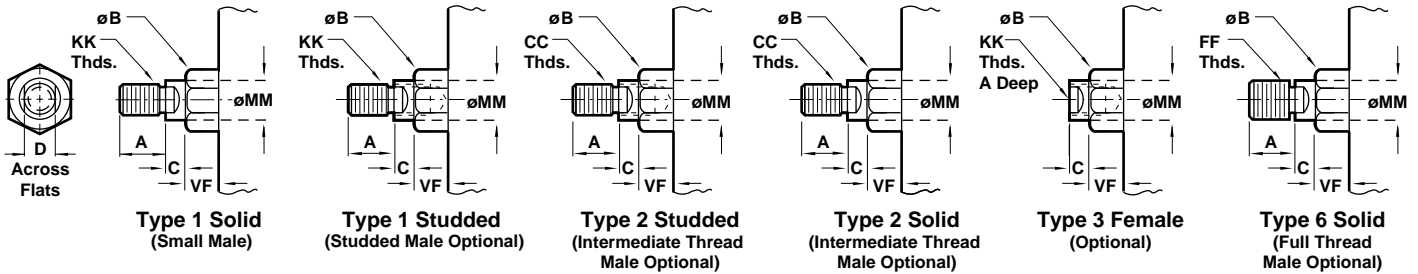 D
Across
Flats
øB
KK
Thds.
øMM
A
C
VF
Type 1 Solid
(Small Male)
øB
KK
Thds.
øMM
A
C
VF
Type 1 Studded
(Studded Male Optional)
øB
CC
Thds.
øMM
A
C
VF
Type 2 Studded
(Intermediate Thread
Male Optional)
øB
CC
Thds.
øMM
A
C
VF
Type 2 Solid
(Intermediate Thread
Male Optional)
øB
KK
Thds.
A Deep
øMM
C
VF
Type 3 Female
(Optional)
øB
FF
Thds.
øMM
A
C
VF
Type 6 Solid
(Full Thread
Male Optional)